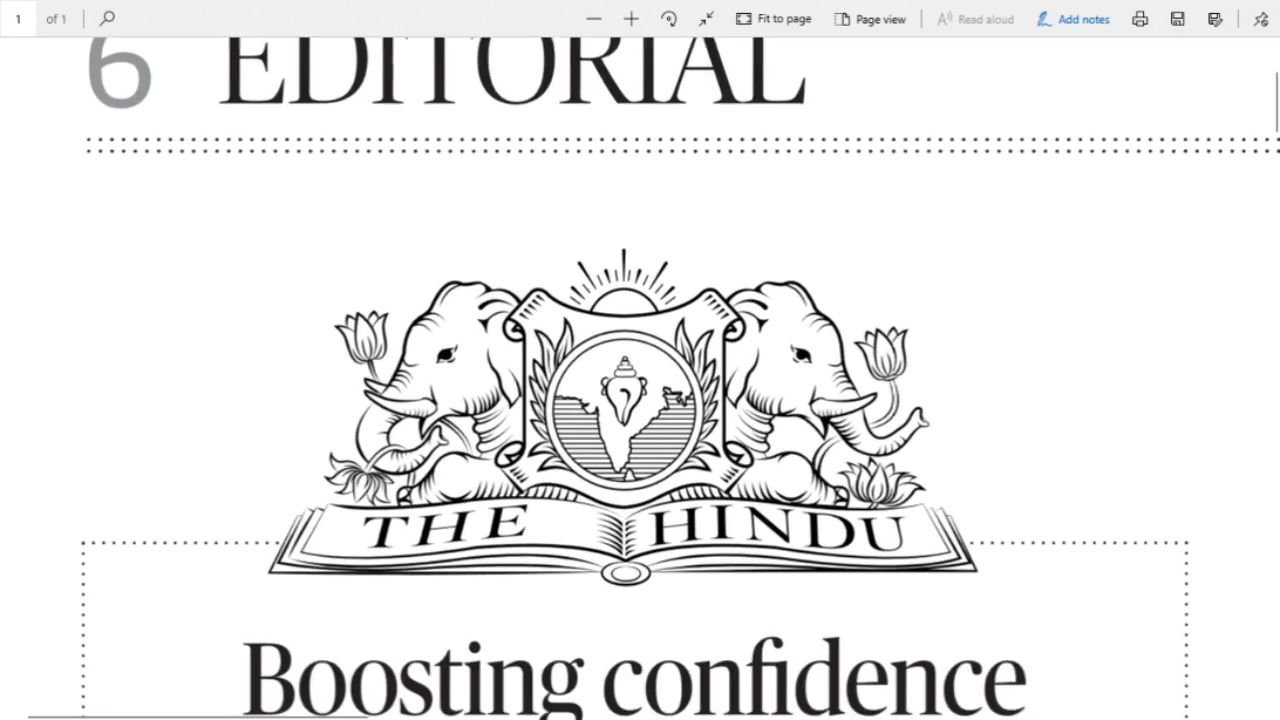 1 of 1 Fit to page Page view Read aloud Add notes
6 EDITORIAL
THE HINDU
Boosting confidence